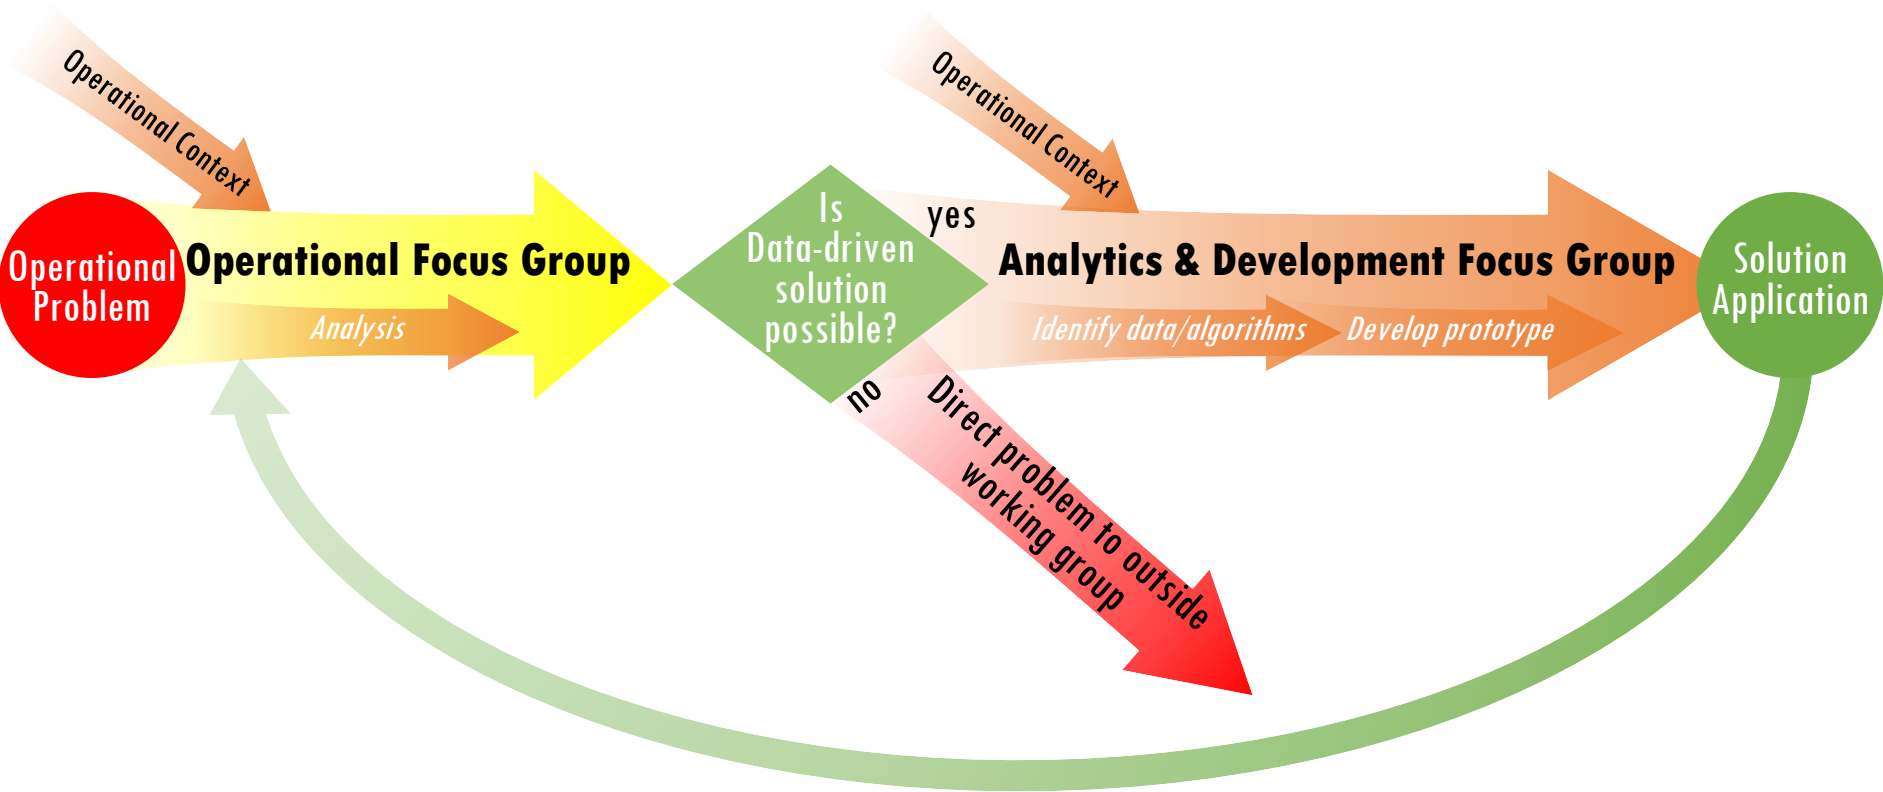 Operational Context
Operational
Problem
Operational Focus Group
Analysis
Is
Data-driven
solution
possible?
yes
no
Direct problem to outside
working group
Operational Context
Analytics & Development Focus Group
Identify data/algorithms
Develop prototype
Solution
Application